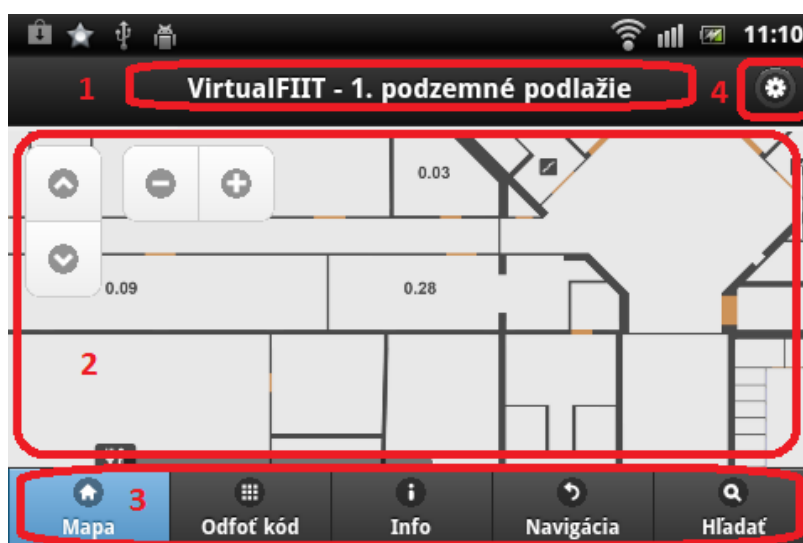 11:10
1 VirtualFIIT - 1. podzemné podlažie 4
0.03
0.09 0.28
2
3
Mapa Odfoť kód Info Navigácia Hľadať